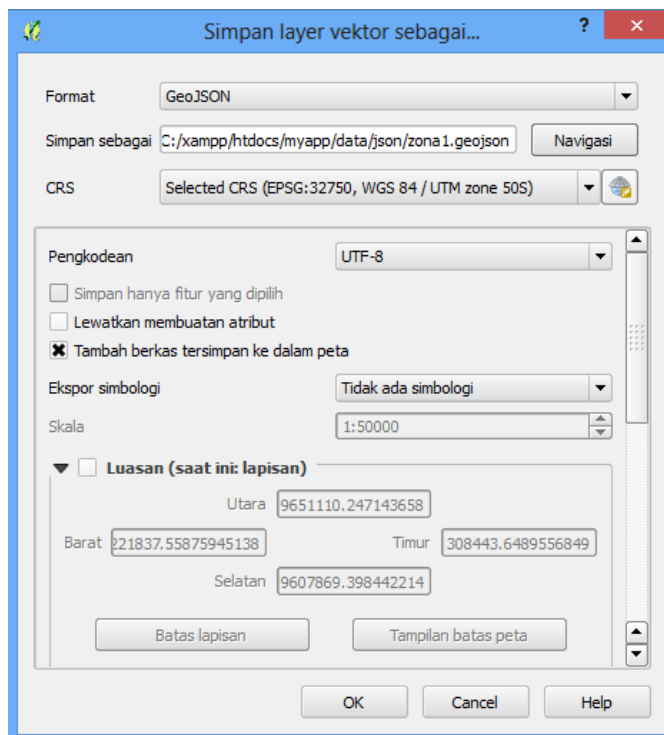 Simpan layer vektor sebagai...
?
×
Format
GeoJSON
Simpan sebagai
C:/xampp/htdocs/myapp/data/json/zona1.geojson
Navigasi
CRS
Selected CRS (EPSG:32750, WGS 84 / UTM zone 50S)
Pengkodean
UTF-8
Simpan hanya fitur yang dipilih
Lewatkan membuatan atribut
Tambah berkas tersimpan ke dalam peta
Ekspor simbologi
Tidak ada simbologi
Skala
1:50000
Luasan (saat ini: lapisan)
Utara
9651110.247143658
Barat
221837.55875945138
Timur
308443.6489556849
Selatan
9607869.398442214
Batas lapisan
Tampilan batas peta
OK
Cancel
Help